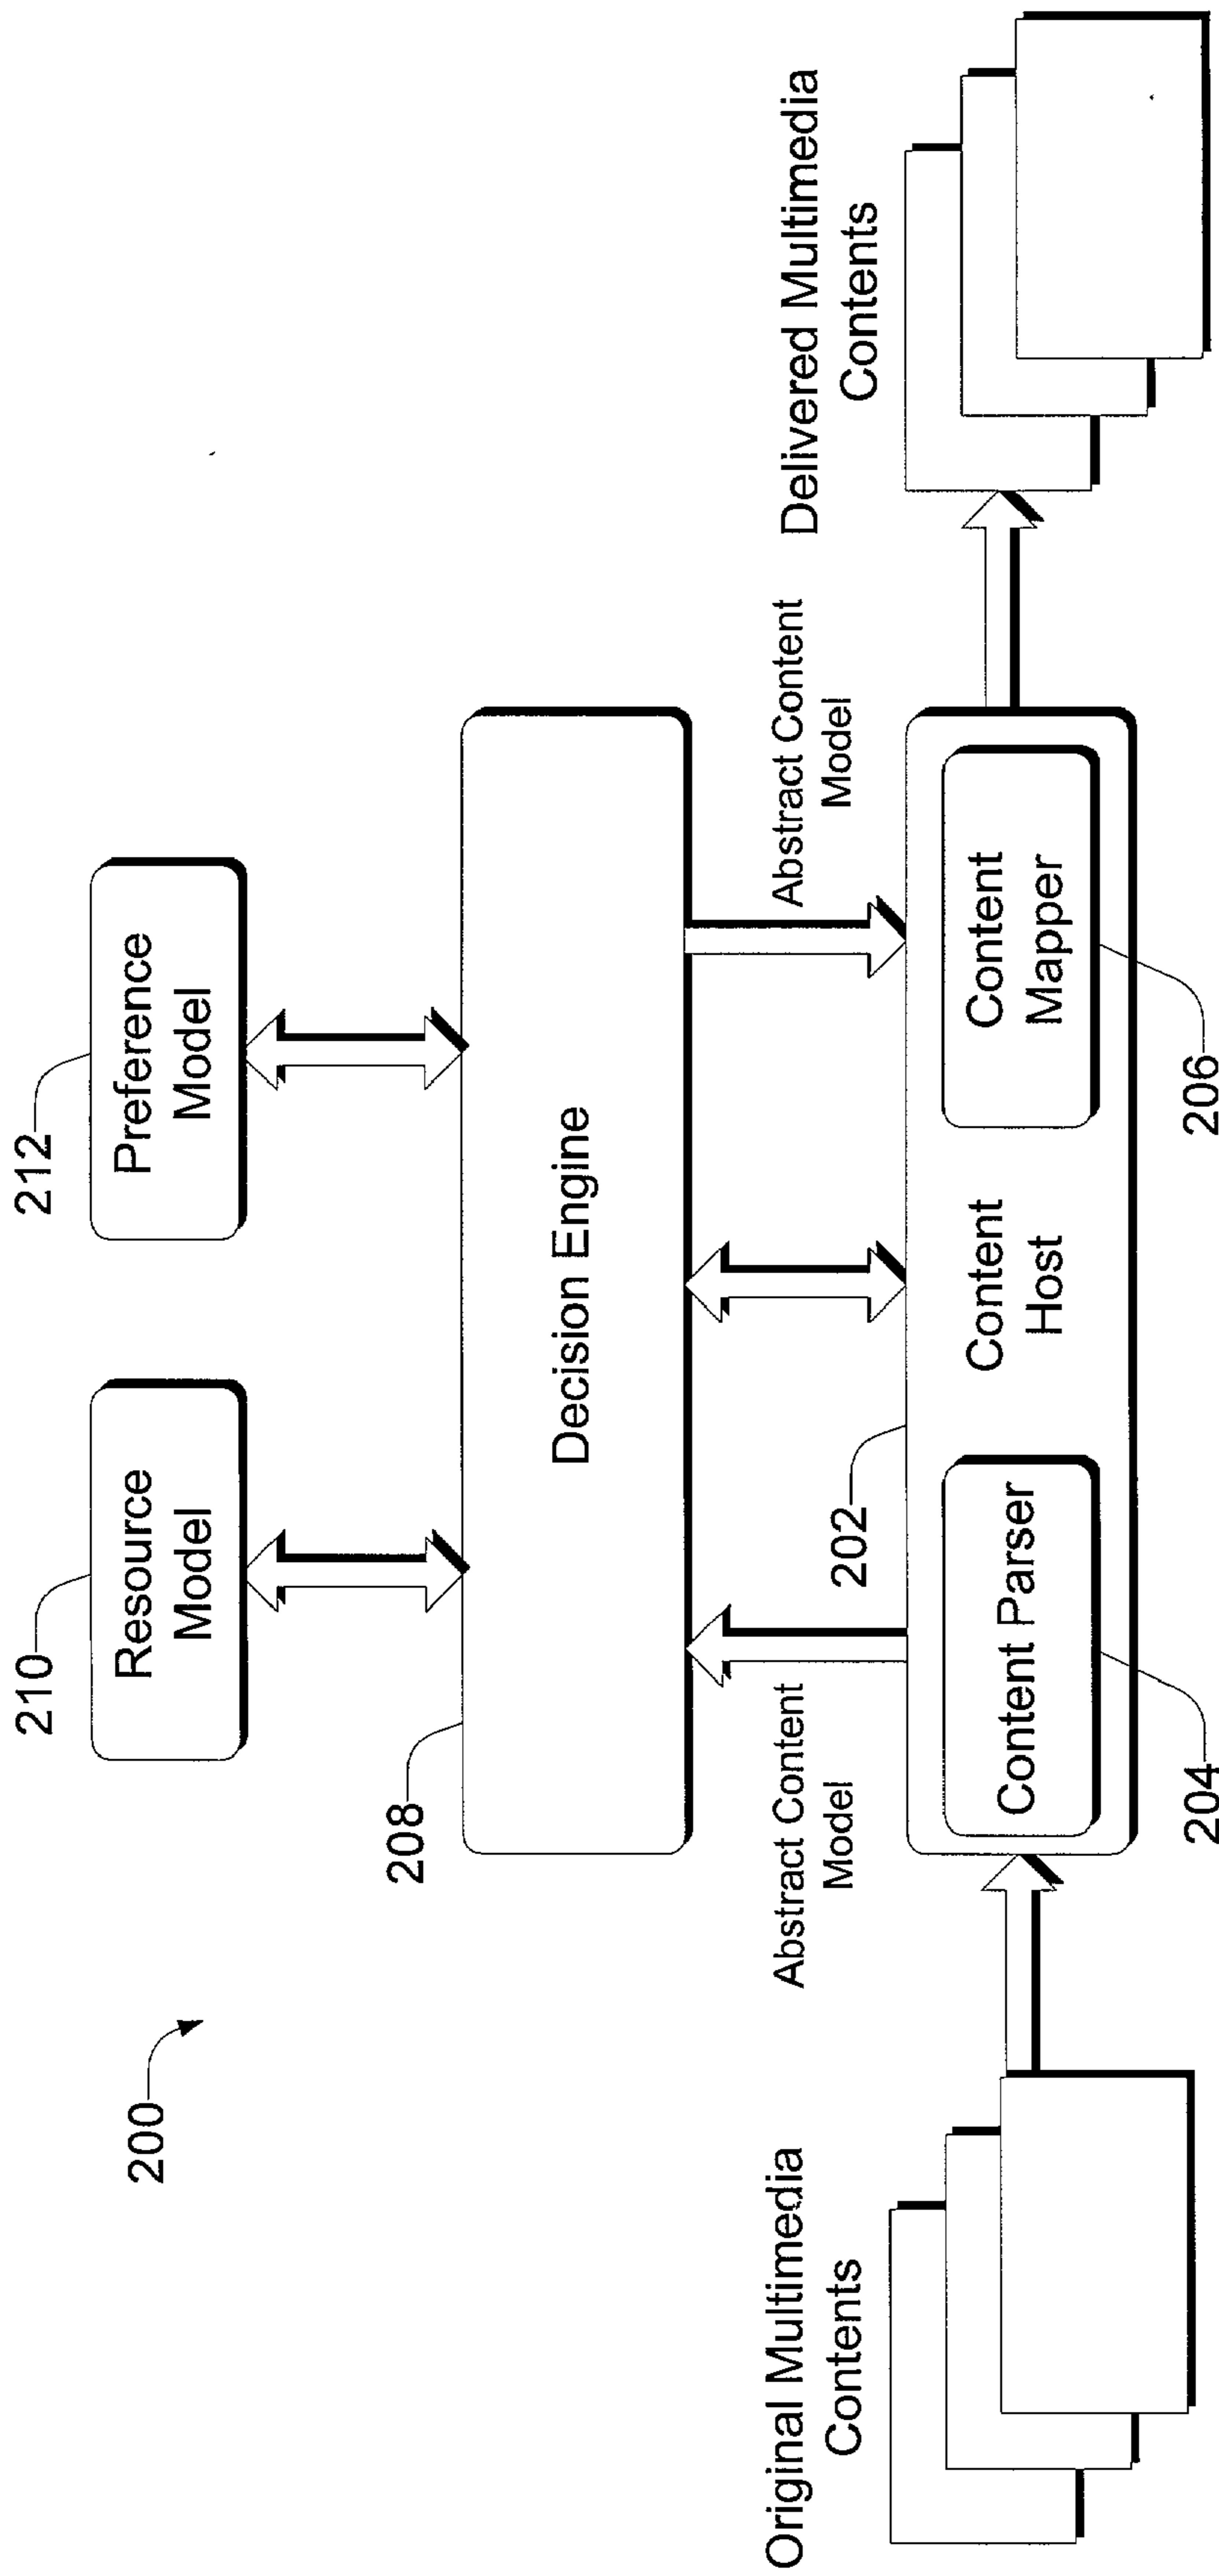 200
210
212
Resource
Model
Preference
Model
208
Decision Engine
Original Multimedia
Contents
Abstract Content
Model
202
Abstract Content
Model
Delivered Multimedia
Contents
Content Parser
Content
Host
Content
Mapper
204
206